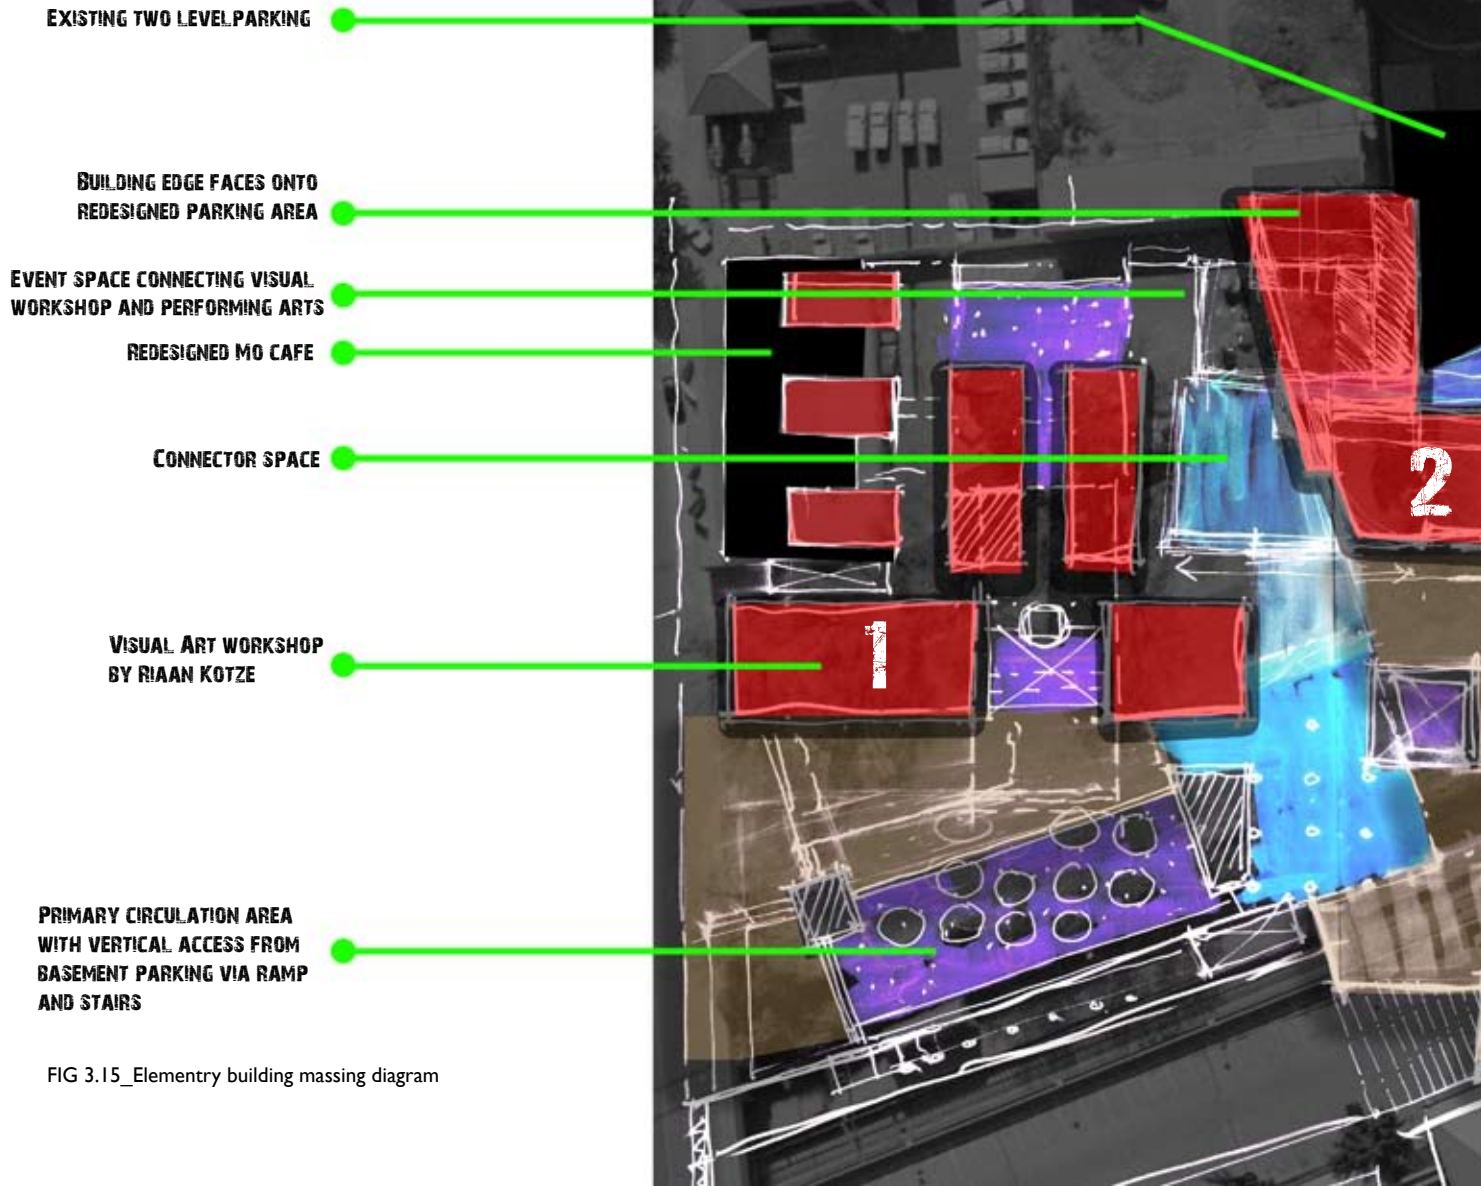 EXISTING TWO LEVELPARKING
BUILDING EDGE FACES ONTO
REDESIGNED PARKING AREA
EVENT SPACE CONNECTING VISUAL
WORKSHOP AND PERFORMING ARTS
REDESIGNED MO CAFE
CONNECTOR SPACE
VISUAL ART WORKSHOP
BY RIAAN KOTZE
PRIMARY CIRCULATION AREA
WITH VERTICAL ACCESS FROM
BASEMENT PARKING VIA RAMP
AND STAIRS
FIG 3.15_Elementry building massing diagram
1
2